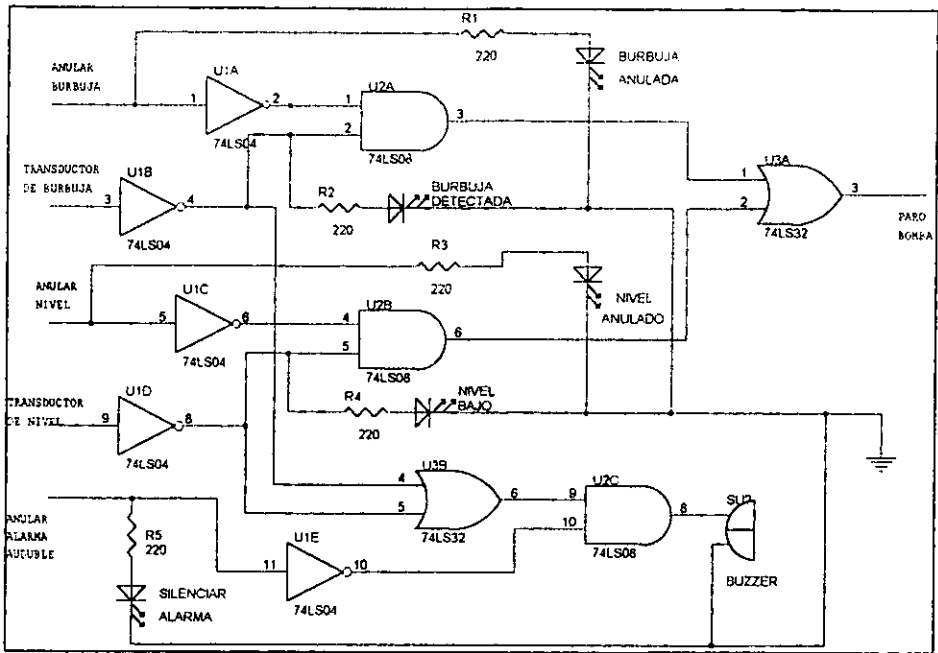 R1
220
BURBUJA
ANULADA
ANULAR
BURBUJA
U1A
1
2
74LS04
U2A
1
2
3
74LS08
TRANSDUCTOR
DE BURBUJA
U1B
3
4
74LS04
R2
220
BURBUJA
DETECTADA
U3A
1
2
3
74LS32
PARO
BOMBA
R3
220
NIVEL
ANULADO
ANULAR
NIVEL
U1C
5
6
74LS04
U2B
4
5
6
74LS08
TRANSDUCTOR
DE NIVEL
U1D
9
8
74LS04
R4
220
NIVEL
BAJO
U3B
4
5
6
74LS32
U2C
9
10
8
74LS08
BUZZER
ANULAR
ALARMA
AUDUBLE
R5
220
U1E
11
10
74LS04
SILENCIAR
ALARMA